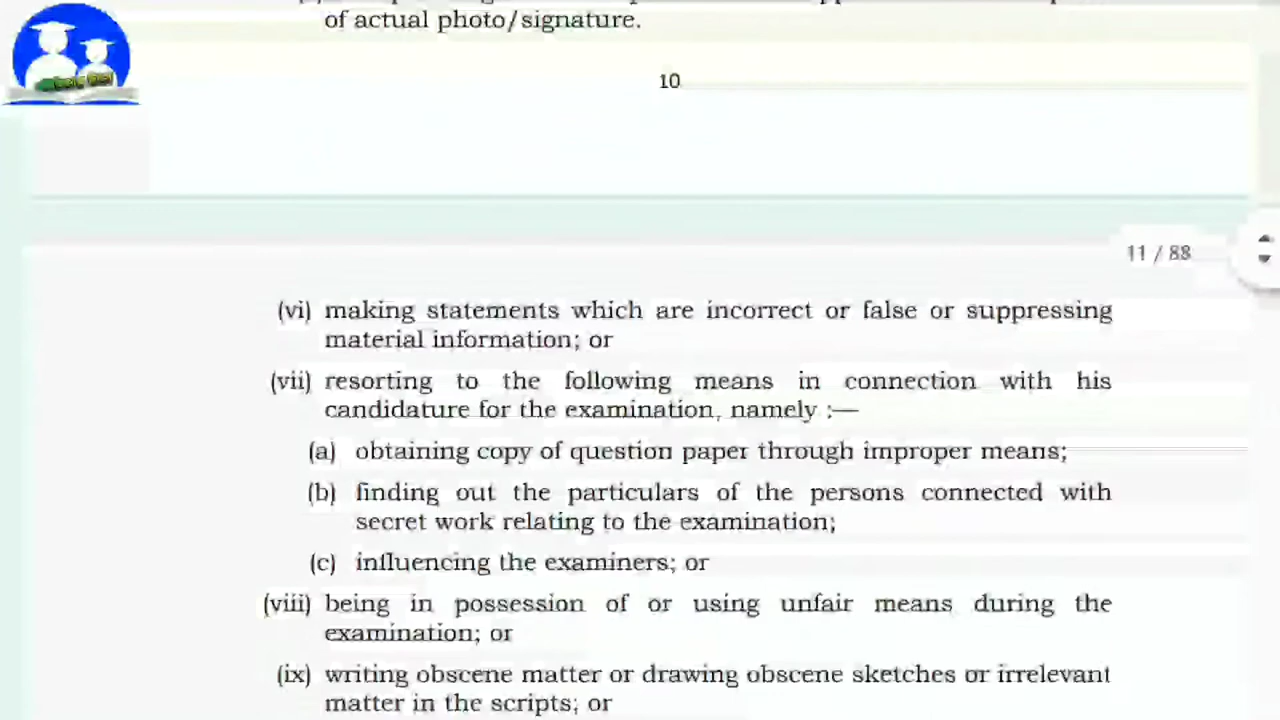 of actual photo/signature.
10
11 / 88
(vi) making statements which are incorrect or false or suppressing
material information; or
(vii) resorting to the following means in connection with his
candidature for the examination, namely :—
(a) obtaining copy of question paper through improper means;
(b) finding out the particulars of the persons connected with
secret work relating to the examination;
(c) influencing the examiners; or
(viii) being in possession of or using unfair means during the
examination; or
(ix) writing obscene matter or drawing obscene sketches or irrelevant
matter in the scripts; or